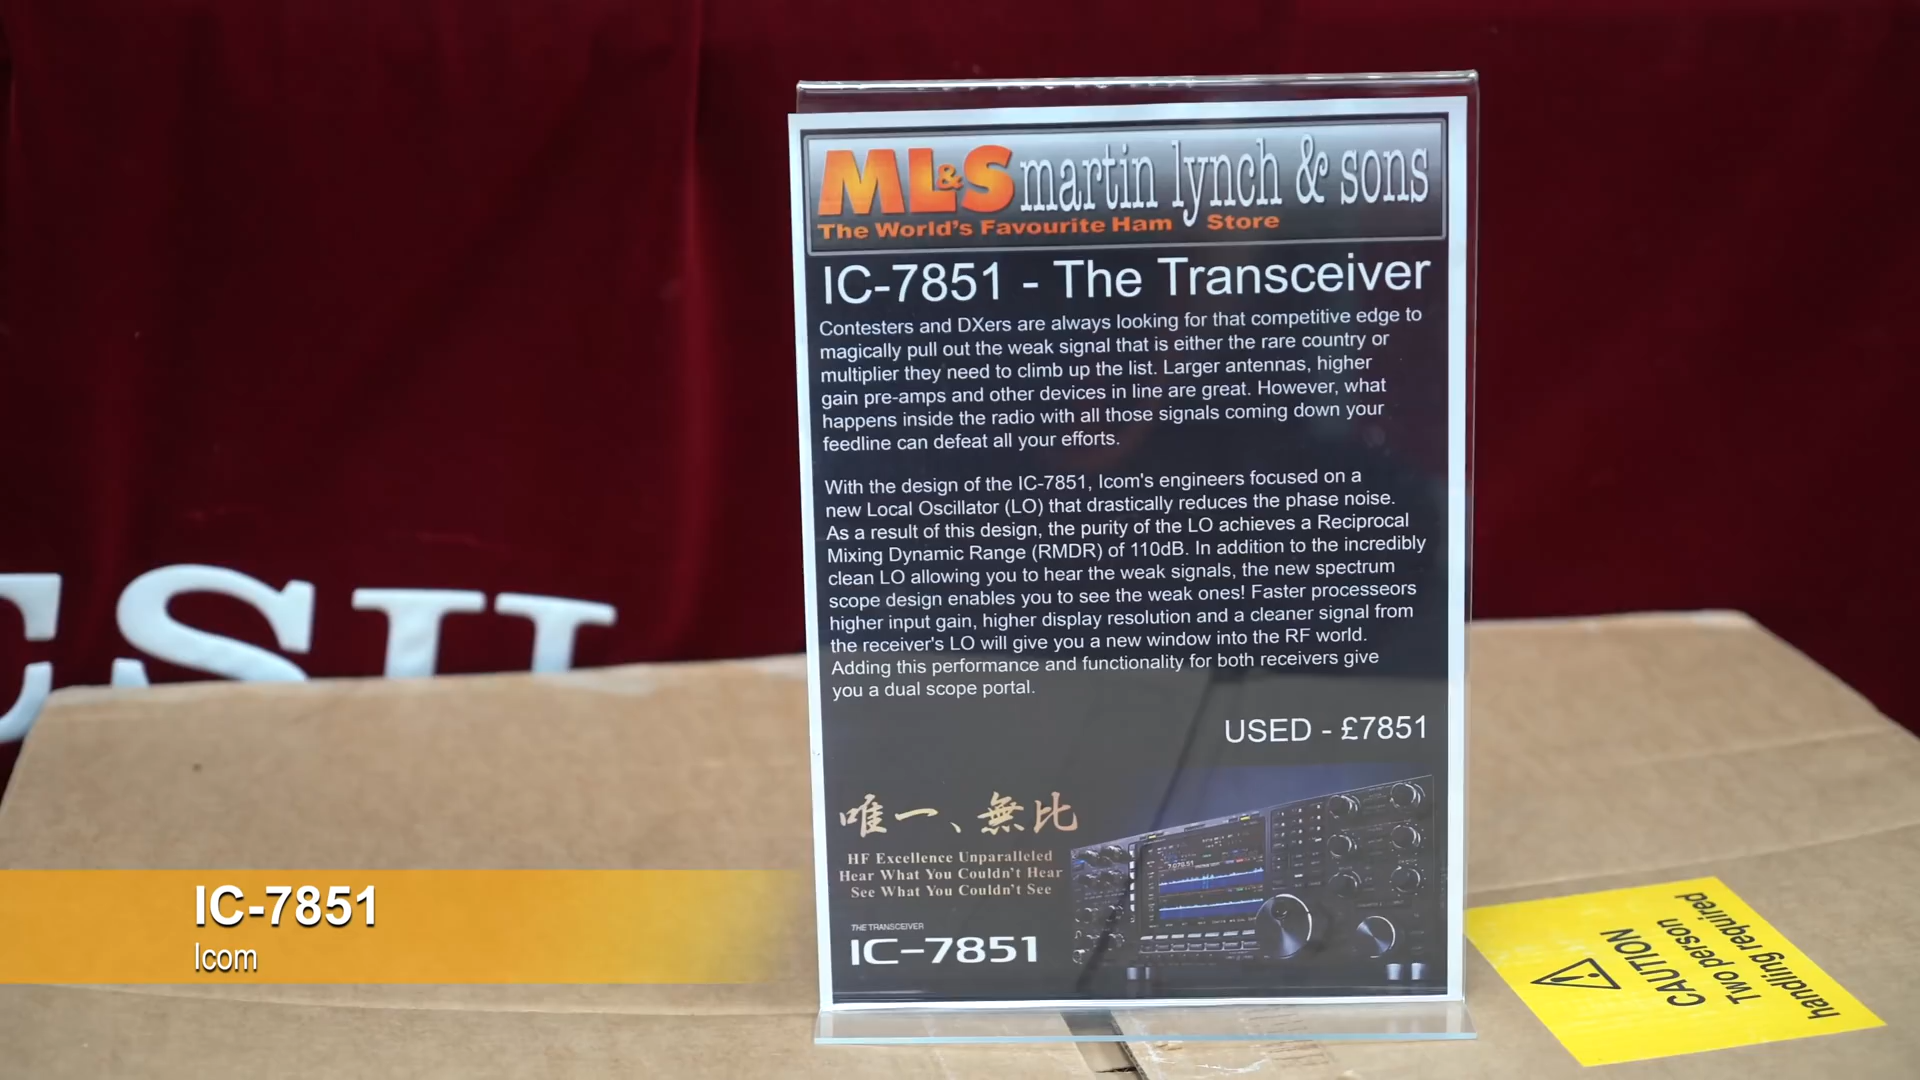 ML&S martin lynch & sons
The World's Favourite Ham Store
IC-7851 - The Transceiver
Contesters and DXers are always looking for that competitive edge to
magically pull out the weak signal that is either the rare country or
multiplier they need to climb up the list. Larger antennas, higher
gain pre-amps and other devices in line are great. However, what
happens inside the radio with all those signals coming down your
feedline can defeat all your efforts.
With the design of the IC-7851, Icom's engineers focused on a
new Local Oscillator (LO) that drastically reduces the phase noise.
As a result of this design, the purity of the LO achieves a Reciprocal
Mixing Dynamic Range (RMDR) of 110dB. In addition to the incredibly
clean LO allowing you to hear the weak signals, the new spectrum
scope design enables you to see the weak ones! Faster processeors
higher input gain, higher display resolution and a cleaner signal from
the receiver's LO will give you a new window into the RF world.
Adding this performance and functionality for both receivers give
you a dual scope portal.
USED - £7851
唯一、無比
HF Excellence Unparalleled
Hear What You Couldn't Hear
See What You Couldn't See
THE TRANSCEIVER
IC-7851
IC-7851
Icom
CAUTION
Two person
handling required